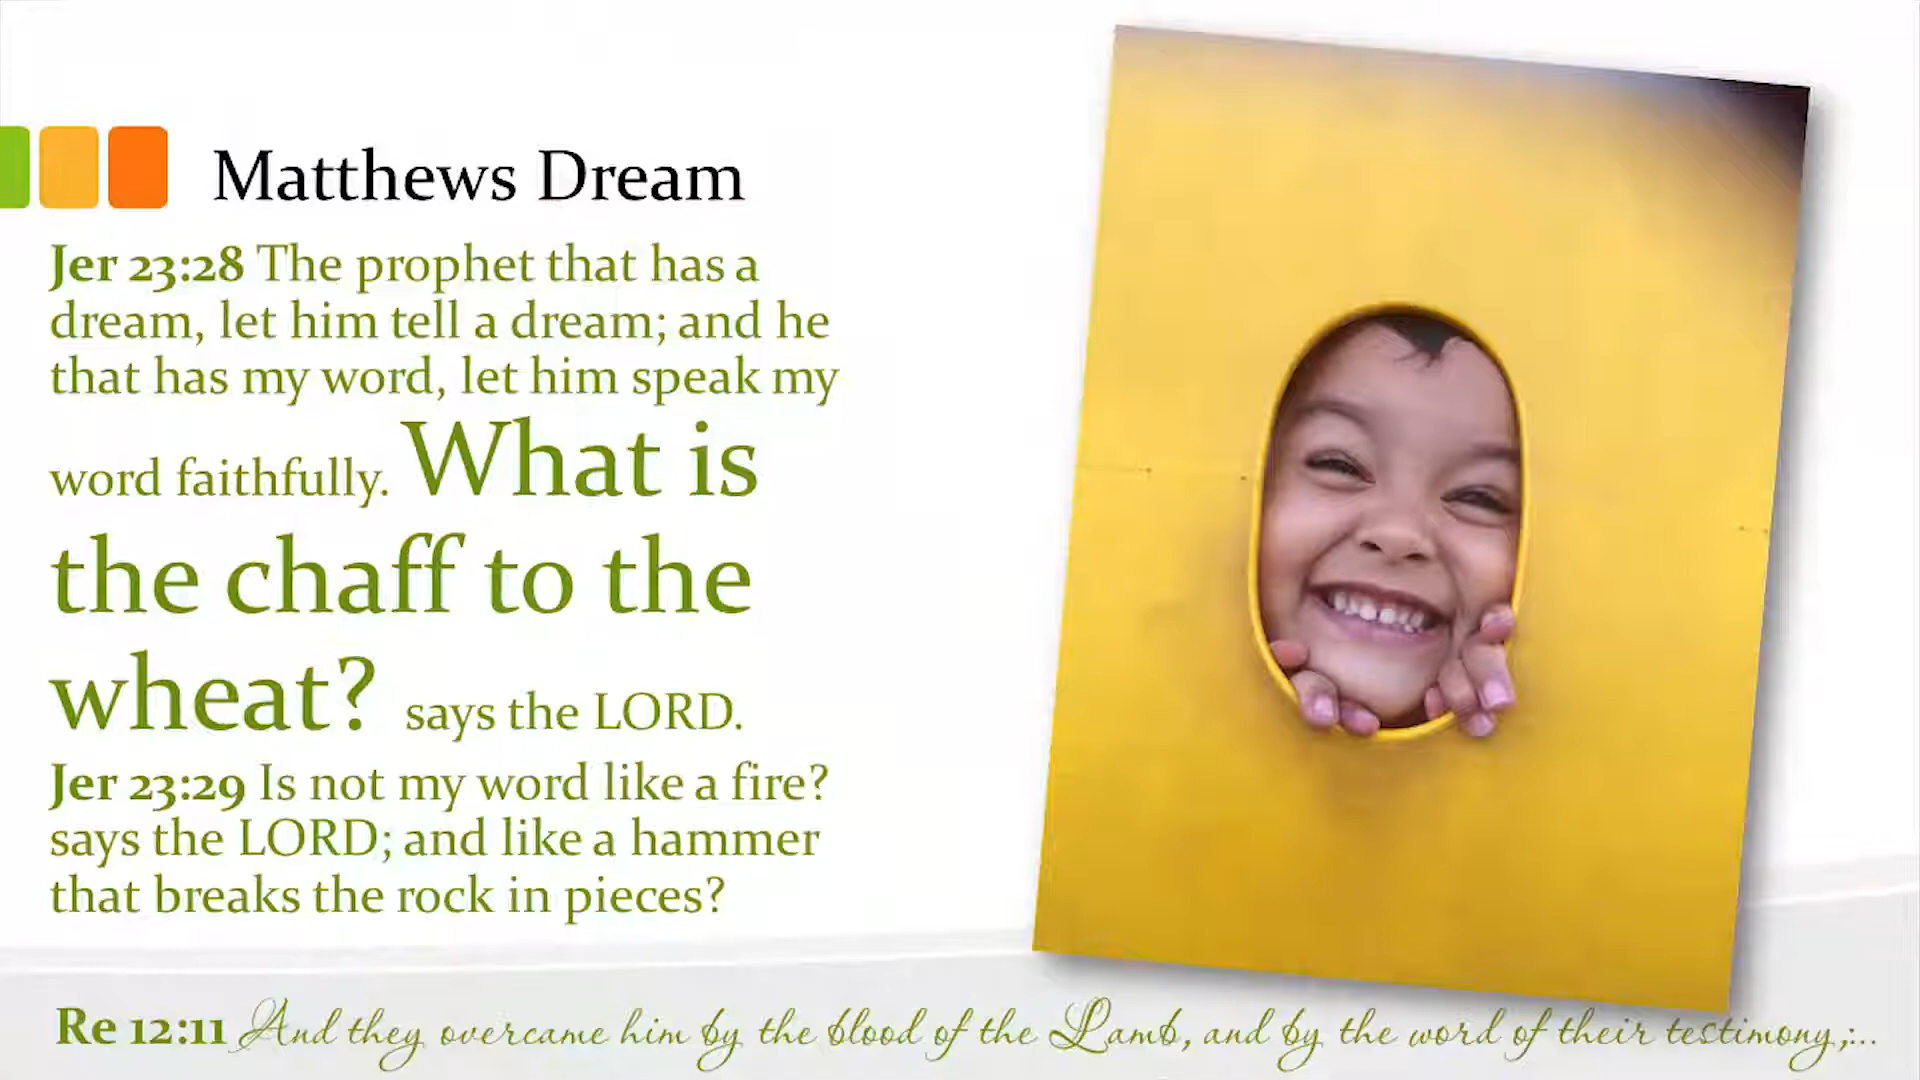 Matthews Dream
Jer 23:28 The prophet that has a
dream, let him tell a dream; and he
that has my word, let him speak my
word faithfully. What is
the chaff to the
wheat? says the LORD.
Jer 23:29 Is not my word like a fire?
says the LORD; and like a hammer
that breaks the rock in pieces?
Re 12:11 And they overcame him by the blood of the Lamb, and by the word of their testimony,;...